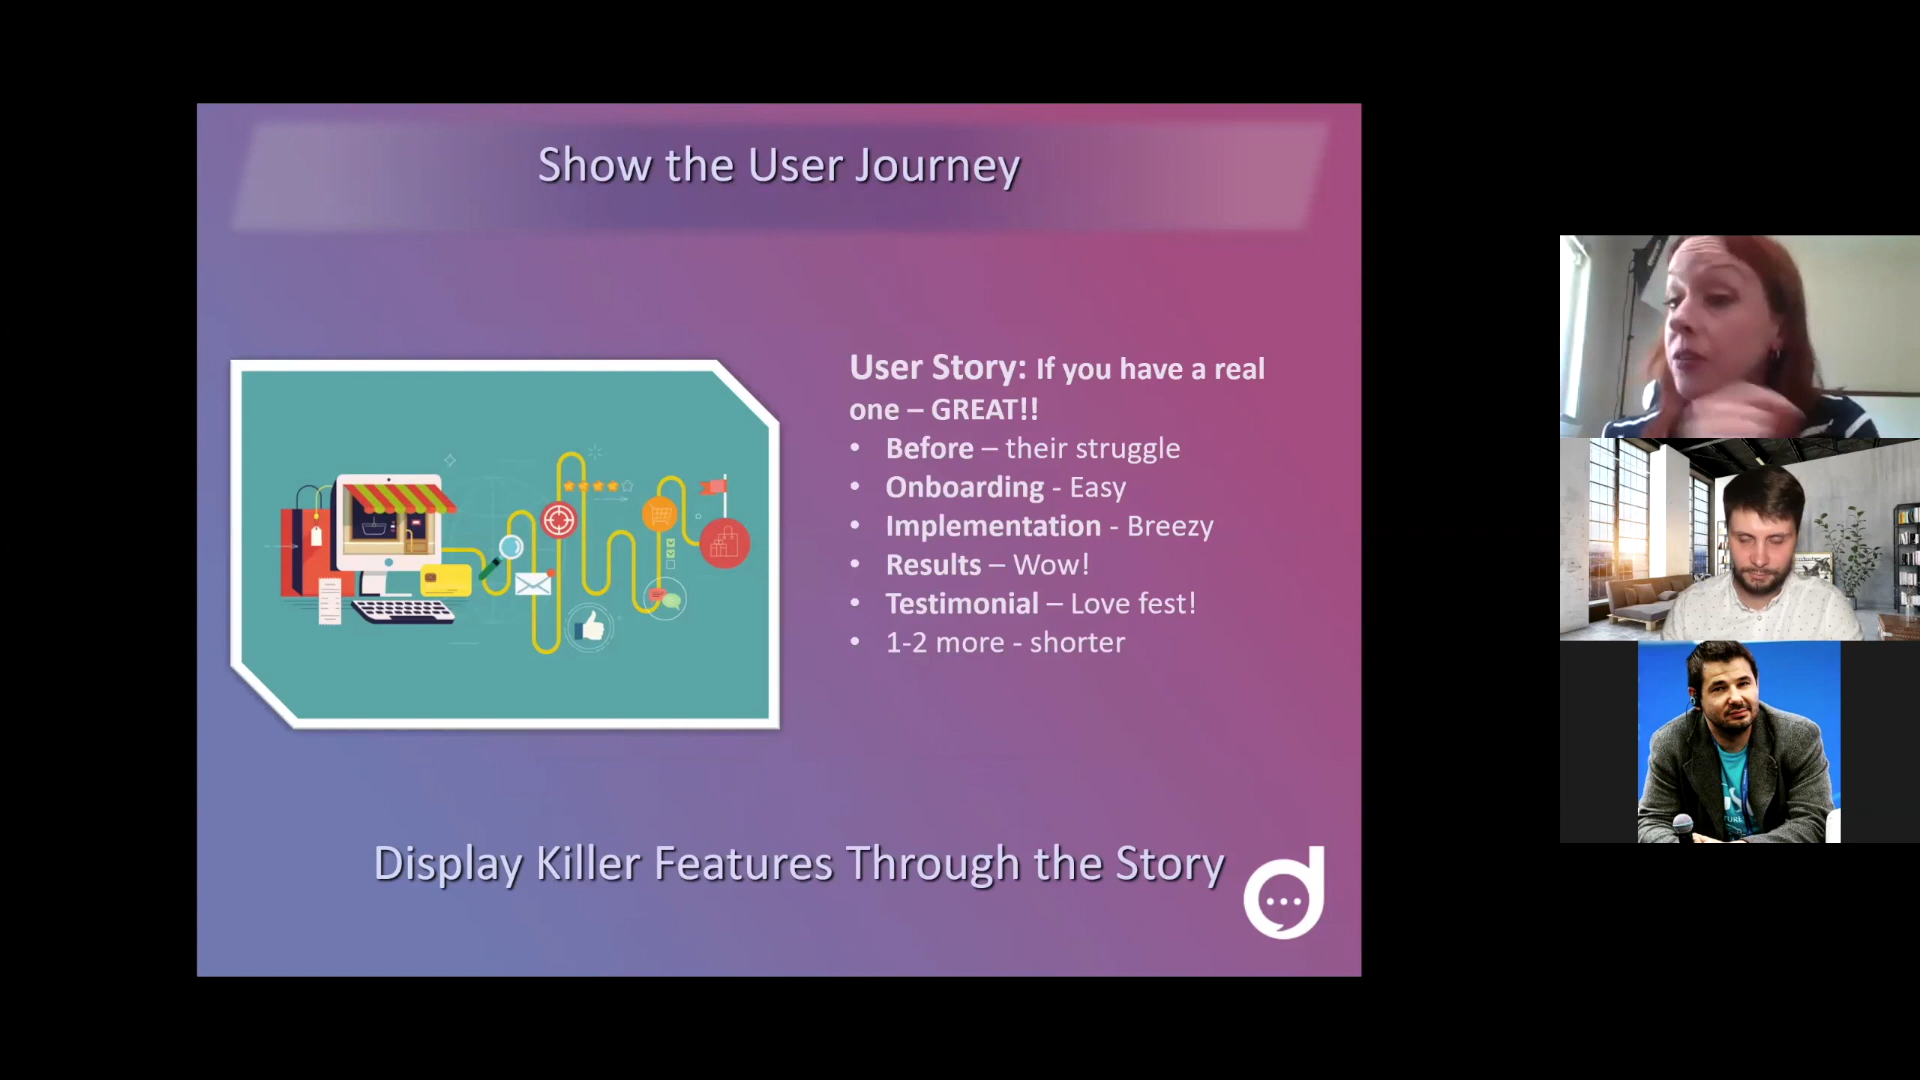 Show the User Journey
User Story: If you have a real
one – GREAT!!
• Before – their struggle
• Onboarding - Easy
• Implementation - Breezy
• Results – Wow!
• Testimonial – Love fest!
• 1-2 more - shorter
Display Killer Features Through the Story